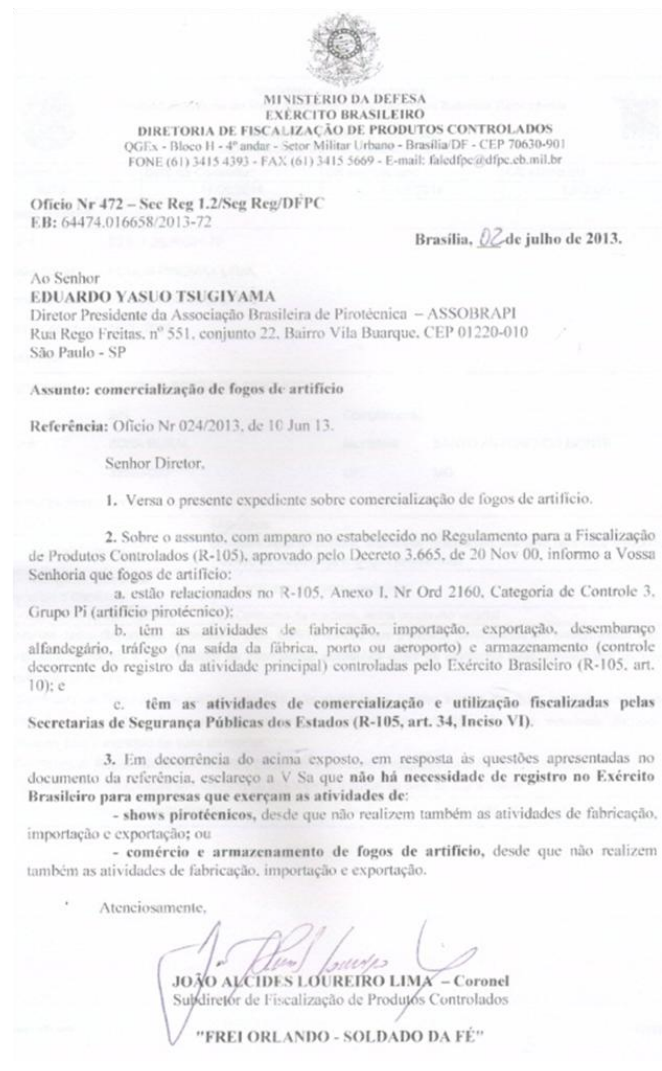 MINISTÉRIO DA DEFESA
EXÉRCITO BRASILEIRO
DIRETORIA DE FISCALIZAÇÃO DE PRODUTOS CONTROLADOS
QGEx - Bloco H - 4º andar - Setor Militar Urbano - Brasília/DF - CEP 70630-901
FONE (61) 3415 4393 - FAX (61) 3415 5669 - E-mail: faledfpc@dfpc.eb.mil.br
Ofício Nr 472 – Sec Reg 1.2/Seg Reg/DFPC
EB: 64474.016658/2013-72
Brasília, 02 de julho de 2013.
Ao Senhor
EDUARDO YASUO TSUGIYAMA
Diretor Presidente da Associação Brasileira de Pirotécnica – ASSOBRAPI
Rua Rego Freitas, nº 551, conjunto 22, Bairro Vila Buarque, CEP 01220-010
São Paulo - SP
Assunto: comercialização de fogos de artifício
Referência: Ofício Nr 024/2013, de 10 Jun 13.
Senhor Diretor,
1. Versa o presente expediente sobre comercialização de fogos de artifício.
2. Sobre o assunto, com amparo no estabelecido no Regulamento para a Fiscalização
de Produtos Controlados (R-105), aprovado pelo Decreto 3.665, de 20 Nov 00, informo a Vossa
Senhoria que fogos de artifício:
a. estão relacionados no R-105, Anexo I, Nr Ord 2160, Categoria de Controle 3,
Grupo Pi (artifício pirotécnico);
b. têm as atividades de fabricação, importação, exportação, desembaraço
alfandegário, tráfego (na saída da fábrica, porto ou aeroporto) e armazenamento (controle
decorrente do registro da atividade principal) controladas pelo Exército Brasileiro (R-105, art.
10); e
c. têm as atividades de comercialização e utilização fiscalizadas pelas
Secretarias de Segurança Públicas dos Estados (R-105, art. 34, Inciso VI).
3. Em decorrência do acima exposto, em resposta às questões apresentadas no
documento da referência, esclareço a V Sa que não há necessidade de registro no Exército
Brasileiro para empresas que exerçam as atividades de:
- shows pirotécnicos, desde que não realizem também as atividades de fabricação,
importação e exportação; ou
- comércio e armazenamento de fogos de artifício, desde que não realizem
também as atividades de fabricação, importação e exportação.
Atenciosamente,
JOÃO ALCIDES LOUREIRO LIMA – Coronel
Subdiretor de Fiscalização de Produtos Controlados
"FREI ORLANDO - SOLDADO DA FÉ"